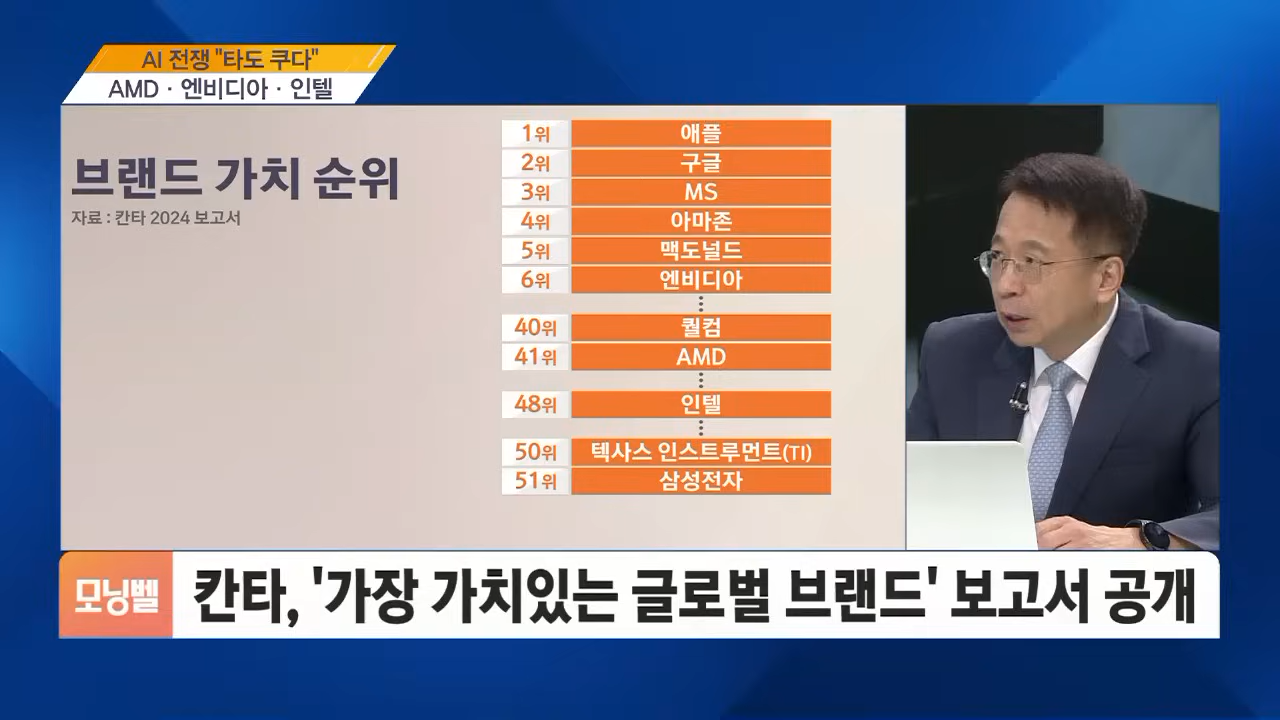 AI 전쟁 "타도 쿠다"
AMD · 엔비디아 · 인텔
브랜드 가치 순위
자료 : 칸타 2024 보고서
1위 애플
2위 구글
3위 MS
4위 아마존
5위 맥도널드
6위 엔비디아
40위 퀄컴
41위 AMD
48위 인텔
50위 텍사스 인스트루먼트(TI)
51위 삼성전자
모닝벨
칸타, '가장 가치있는 글로벌 브랜드' 보고서 공개